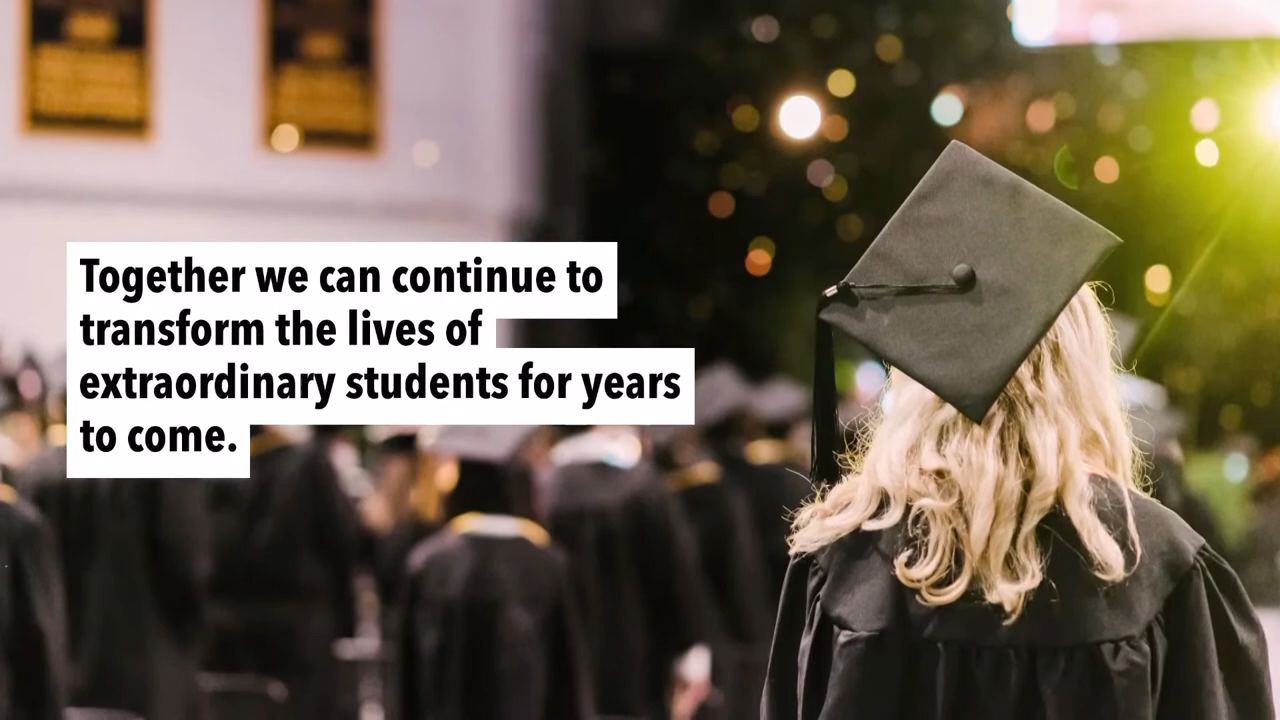 Together we can continue to
transform the lives of
extraordinary students for years
to come.